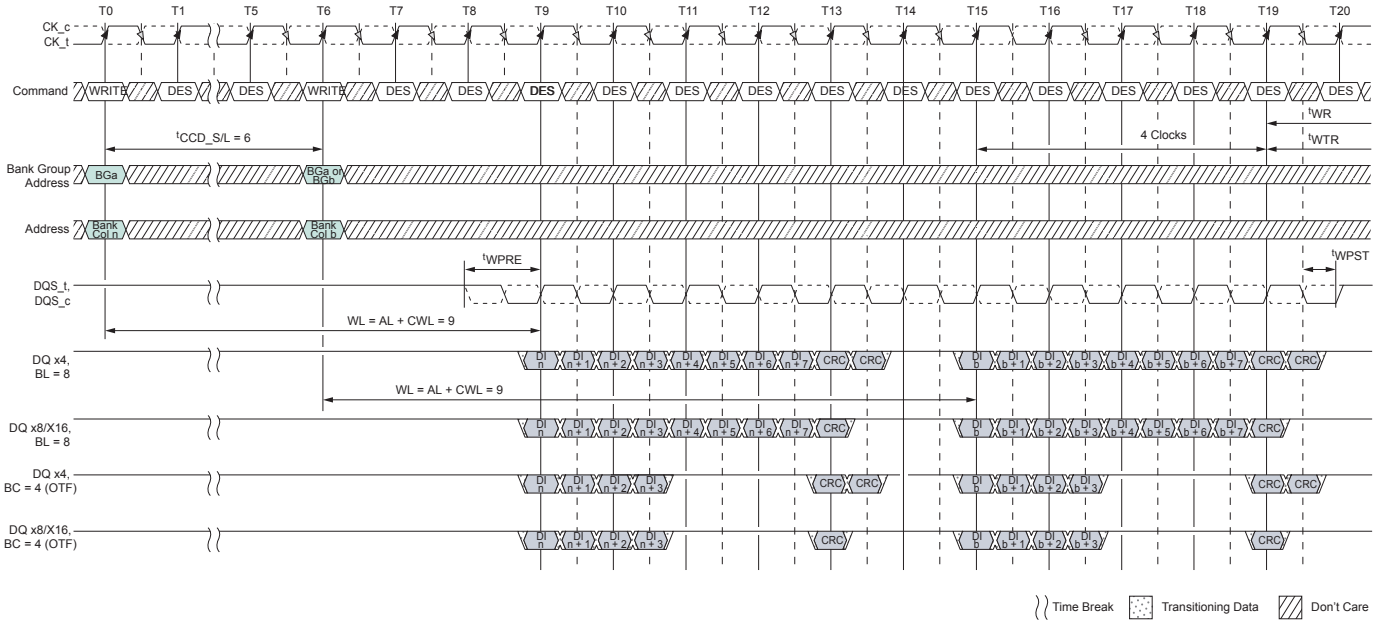 T0 T1 T5 T6 T7 T8 T9 T10 T11 T12 T13 T14 T15 T16 T17 T18 T19 T20
CK_c
CK_t
Command WRITE DES DES WRITE DES DES DES DES DES DES DES DES DES DES DES DES DES DES
tWR
tCCD_S/L = 6
4 Clocks
tWTR
Bank Group
Address
BGa
BGa or
BGb
Address
Bank
Col n
Bank
Col b
tWPRE
tWPST
DQS_t,
DQS_c
WL = AL + CWL = 9
DQ x4,
BL = 8
DI n DI n + 1 DI n + 2 DI n + 3 DI n + 4 DI n + 5 DI n + 6 DI n + 7 CRC CRC DI b DI b + 1 DI b + 2 DI b + 3 DI b + 4 DI b + 5 DI b + 6 DI b + 7 CRC CRC
WL = AL + CWL = 9
DQ x8/X16,
BL = 8
DI n DI n + 1 DI n + 2 DI n + 3 DI n + 4 DI n + 5 DI n + 6 DI n + 7 CRC DI b DI b + 1 DI b + 2 DI b + 3 DI b + 4 DI b + 5 DI b + 6 DI b + 7 CRC
DQ x4,
BC = 4 (OTF)
DI n DI n + 1 DI n + 2 DI n + 3 CRC CRC DI b DI b + 1 DI b + 2 DI b + 3 CRC CRC
DQ x8/X16,
BC = 4 (OTF)
DI n DI n + 1 DI n + 2 DI n + 3 CRC DI b DI b + 1 DI b + 2 DI b + 3 CRC
Time Break Transitioning Data Don't Care